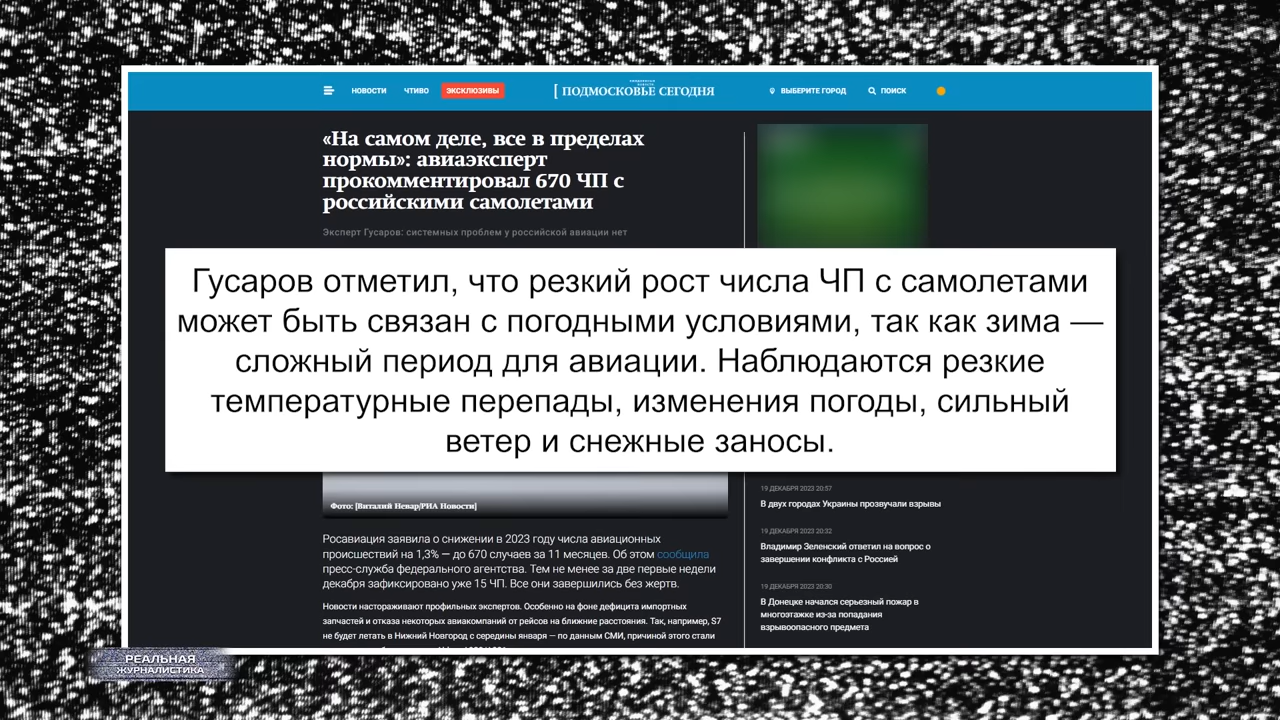 НОВОСТИ
ЧТИВО
ЭКСКЛЮЗИВЫ
[ ПОДМОСКОВЬЕ СЕГОДНЯ
ВЫБЕРИТЕ ГОРОД
ПОИСК
«На самом деле, все в пределах
нормы»: авиаэксперт
прокомментировал 670 ЧП с
российскими самолетами
Эксперт Гусаров: системных проблем у российской авиации нет
Гусаров отметил, что резкий рост числа ЧП с самолетами
может быть связан с погодными условиями, так как зима —
сложный период для авиации. Наблюдаются резкие
температурные перепады, изменения погоды, сильный
ветер и снежные заносы.
Фото: [Виталий Невар/РИА Новости]
Росавиация заявила о снижении в 2023 году числа авиационных
происшествий на 1,3% — до 670 случаев за 11 месяцев. Об этом сообщила
пресс-служба федерального агентства. Тем не менее за две первые недели
декабря зафиксировано уже 15 ЧП. Все они завершились без жертв.
Новости настораживают профильных экспертов. Особенно на фоне дефицита импортных
запчастей и отказа некоторых авиакомпаний от рейсов на ближние расстояния. Так, например, S7
не будет летать в Нижний Новгород с середины января — по данным СМИ, причиной этого стали
19 ДЕКАБРЯ 2023 20:57
В двух городах Украины прозвучали взрывы
19 ДЕКАБРЯ 2023 20:32
Владимир Зеленский ответил на вопрос о
завершении конфликта с Россией
19 ДЕКАБРЯ 2023 20:30
В Донецке начался серьезный пожар в
многоэтажке из-за попадания
взрывоопасного предмета
РЕАЛЬНАЯ
ЖУРНАЛИСТИКА